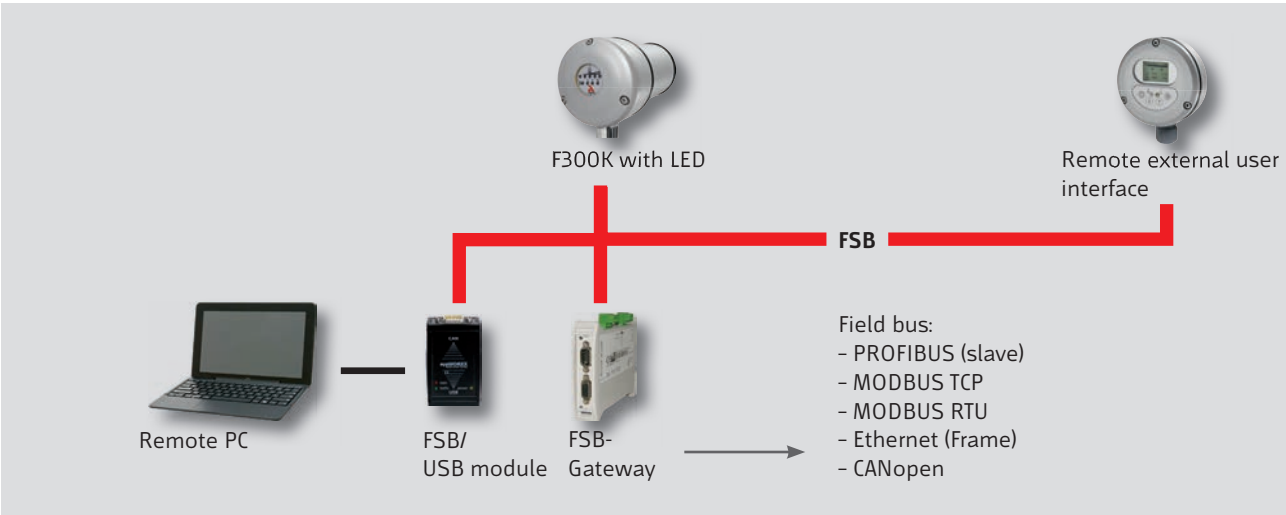 F300K with LED
Remote external user
interface
FSB
Remote PC
FSB/
USB module
FSB-
Gateway
Field bus:
– PROFIBUS (slave)
– MODBUS TCP
– MODBUS RTU
– Ethernet (Frame)
– CANopen